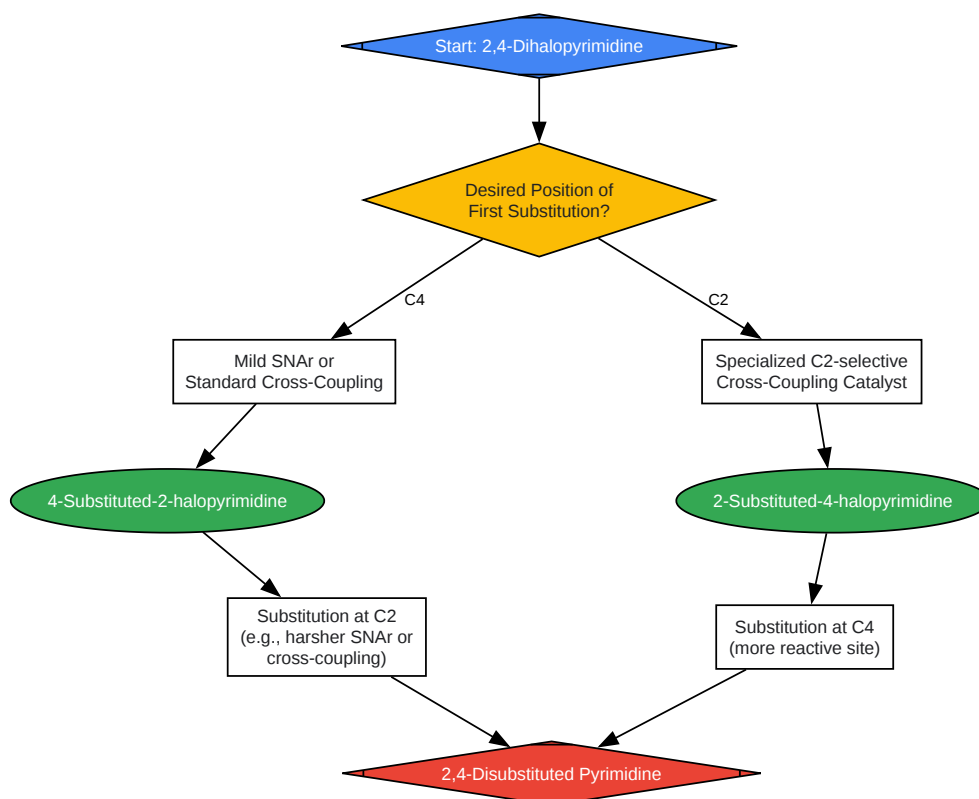 Start: 2,4-Dihalopyrimidine
Desired Position of
First Substitution?
C4
C2
Mild SNAr or
Standard Cross-Coupling
Specialized C2-selective
Cross-Coupling Catalyst
4-Substituted-2-halopyrimidine
2-Substituted-4-halopyrimidine
Substitution at C2
(e.g., harsher SNAr or
cross-coupling)
Substitution at C4
(more reactive site)
2,4-Disubstituted Pyrimidine